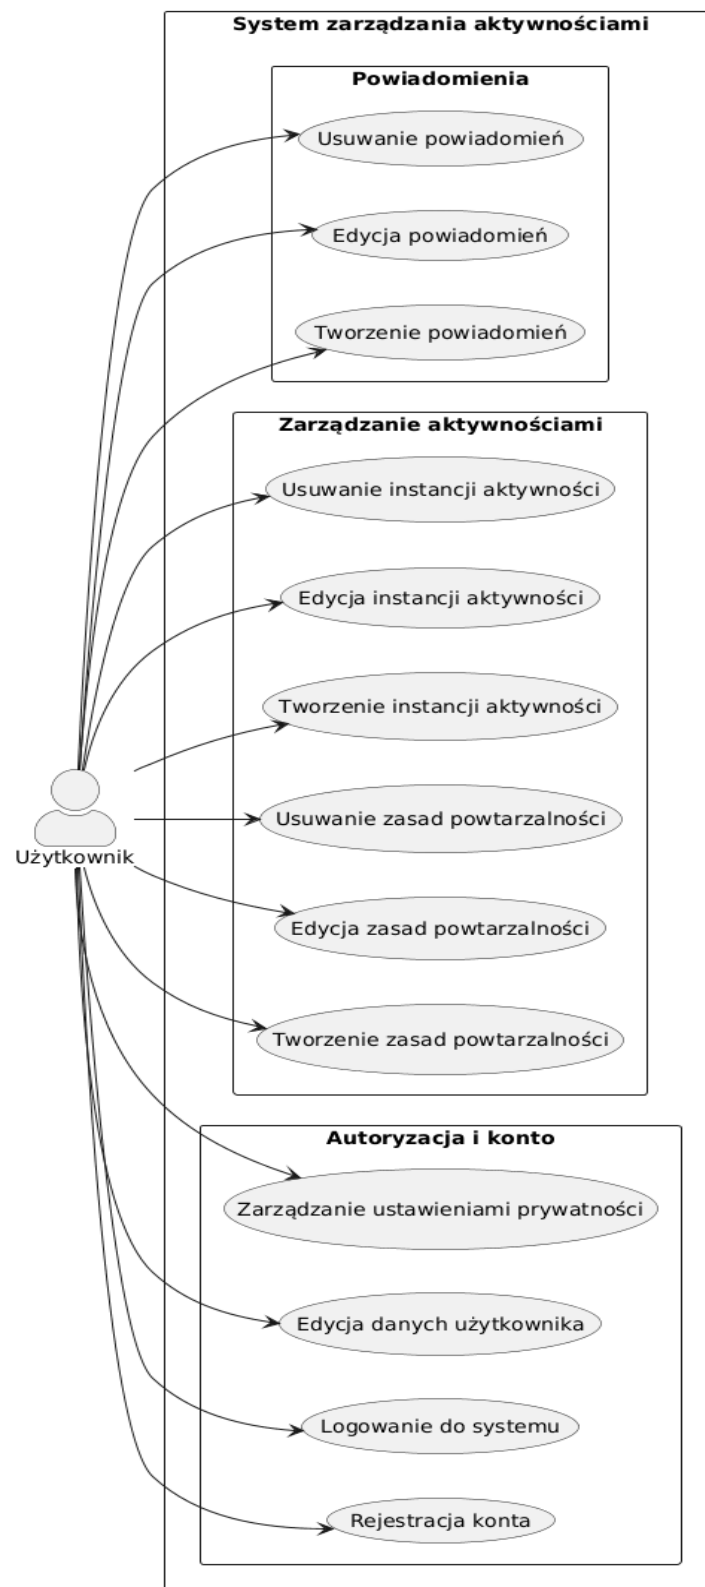 System zarządzania aktywnościami
Powiadomienia
Usuwanie powiadomień
Edycja powiadomień
Tworzenie powiadomień
Zarządzanie aktywnościami
Usuwanie instancji aktywności
Edycja instancji aktywności
Tworzenie instancji aktywności
Usuwanie zasad powtarzalności
Użytkownik
Edycja zasad powtarzalności
Tworzenie zasad powtarzalności
Autoryzacja i konto
Zarządzanie ustawieniami prywatności
Edycja danych użytkownika
Logowanie do systemu
Rejestracja konta